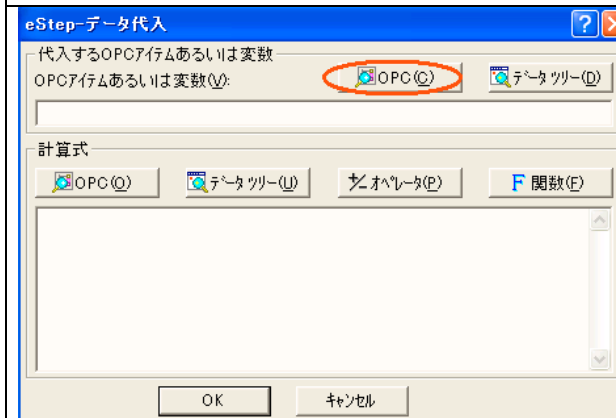 eStep-データ代入
代入するOPCアイテムあるいは変数
OPCアイテムあるいは変数(V):
OPC(C)
データ ツリー(D)
計算式
OPC(O)
データ ツリー(U)
+/- オペレータ(P)
F 関数(F)
OK
キャンセル